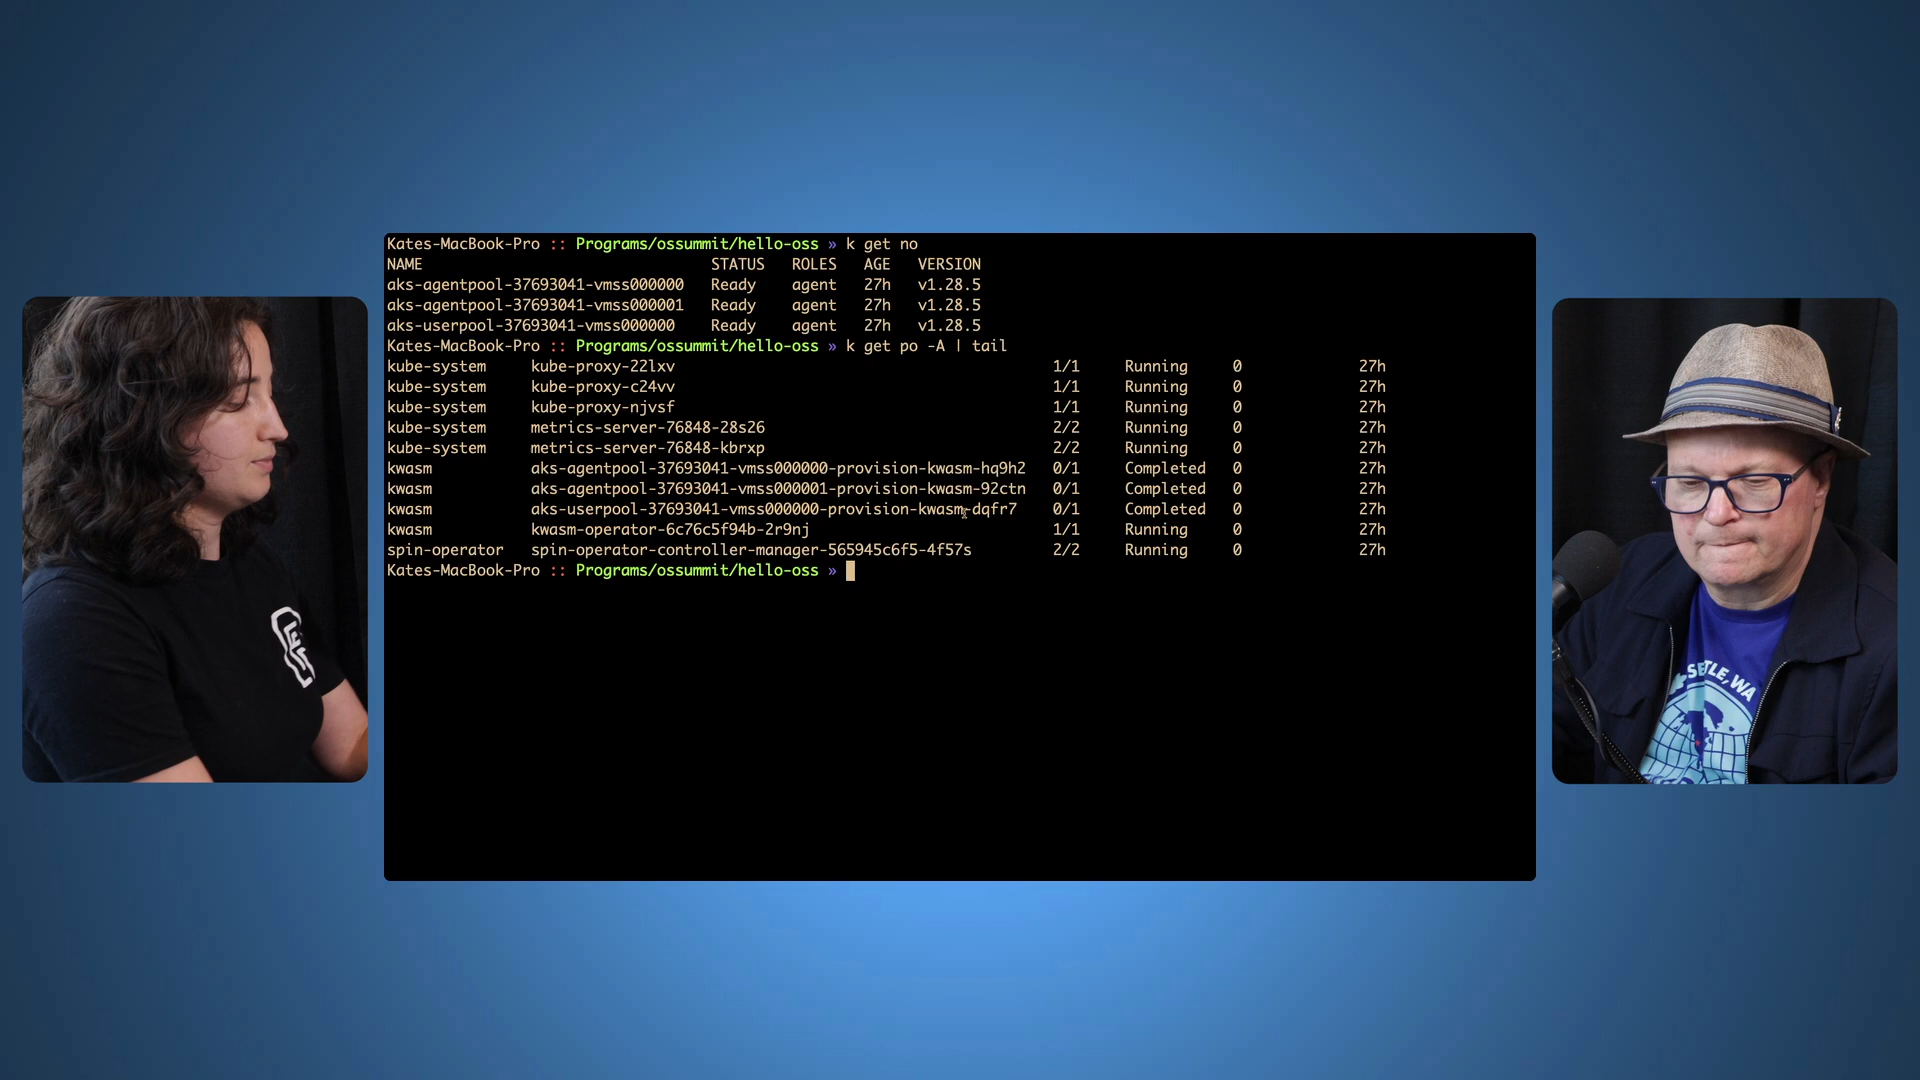 Kates-MacBook-Pro :: Programs/ossummit/hello-oss » k get no
NAME STATUS ROLES AGE VERSION
aks-agentpool-37693041-vmss000000 Ready agent 27h v1.28.5
aks-agentpool-37693041-vmss000001 Ready agent 27h v1.28.5
aks-userpool-37693041-vmss000000 Ready agent 27h v1.28.5
Kates-MacBook-Pro :: Programs/ossummit/hello-oss » k get po -A | tail
kube-system kube-proxy-22lxv 1/1 Running 0 27h
kube-system kube-proxy-c24vv 1/1 Running 0 27h
kube-system kube-proxy-njvsf 1/1 Running 0 27h
kube-system metrics-server-76848-28s26 2/2 Running 0 27h
kube-system metrics-server-76848-kbrxp 2/2 Running 0 27h
kwasm aks-agentpool-37693041-vmss000000-provision-kwasm-hq9h2 0/1 Completed 0 27h
kwasm aks-agentpool-37693041-vmss000001-provision-kwasm-92ctn 0/1 Completed 0 27h
kwasm aks-userpool-37693041-vmss000000-provision-kwasm-dqfr7 0/1 Completed 0 27h
kwasm kwasm-operator-6c76c5f94b-2r9nj 1/1 Running 0 27h
spin-operator spin-operator-controller-manager-565945c6f5-4f57s 2/2 Running 0 27h
Kates-MacBook-Pro :: Programs/ossummit/hello-oss »
WA